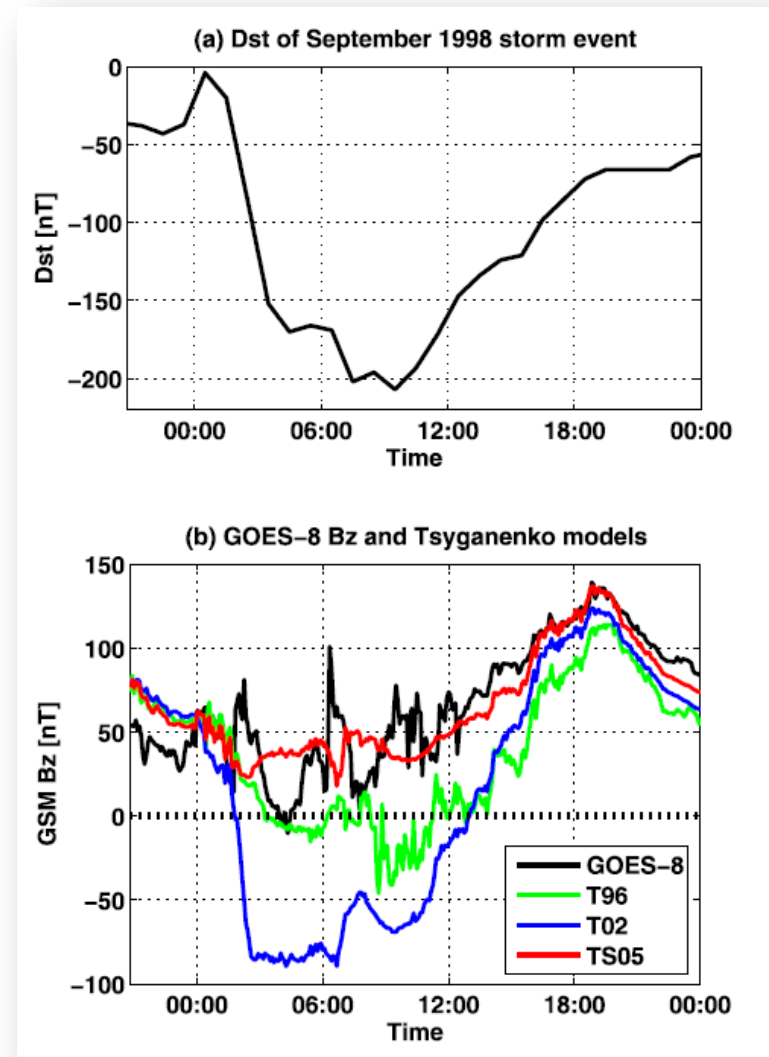 (a) Dst of September 1998 storm event
0
−50
−100
−150
−200
Dst [nT]
00:00 06:00 12:00 18:00 00:00
Time
(b) GOES−8 Bz and Tsyganenko models
150
100
50
0
−50
−100
GSM Bz [nT]
GOES−8
T96
T02
TS05
00:00 06:00 12:00 18:00 00:00
Time